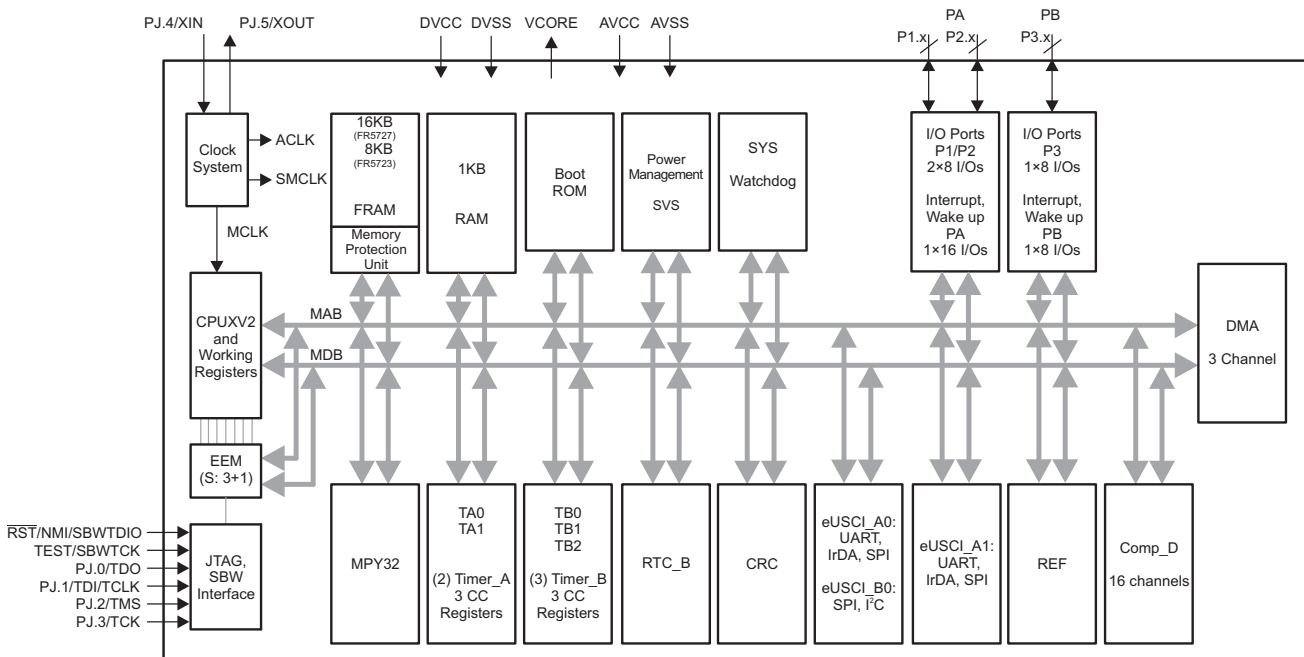 PJ.4/XIN
PJ.5/XOUT
DVCC
DVSS
VCORE
AVCC
AVSS
PA
PB
P1.x
P2.x
P3.x
Clock
System
ACLK
SMCLK
MCLK
16KB
(FR5727)
8KB
(FR5723)
FRAM
Memory
Protection
Unit
1KB
RAM
Boot
ROM
Power
Management
SVS
SYS
Watchdog
I/O Ports
P1/P2
2×8 I/Os
Interrupt,
Wake up
PA
1×16 I/Os
I/O Ports
P3
1×8 I/Os
Interrupt,
Wake up
PB
1×8 I/Os
CPUXV2
and
Working
Registers
MAB
MDB
DMA
3 Channel
EEM
(S: 3+1)
RST/NMI/SBWTDIO
TEST/SBWTCK
PJ.0/TDO
PJ.1/TDI/TCLK
PJ.2/TMS
PJ.3/TCK
JTAG,
SBW
Interface
MPY32
TA0
TA1
(2) Timer_A
3 CC
Registers
TB0
TB1
TB2
(3) Timer_B
3 CC
Registers
RTC_B
CRC
eUSCI_A0:
UART,
IrDA, SPI
eUSCI_B0:
SPI, I²C
eUSCI_A1:
UART,
IrDA, SPI
REF
Comp_D
16 channels